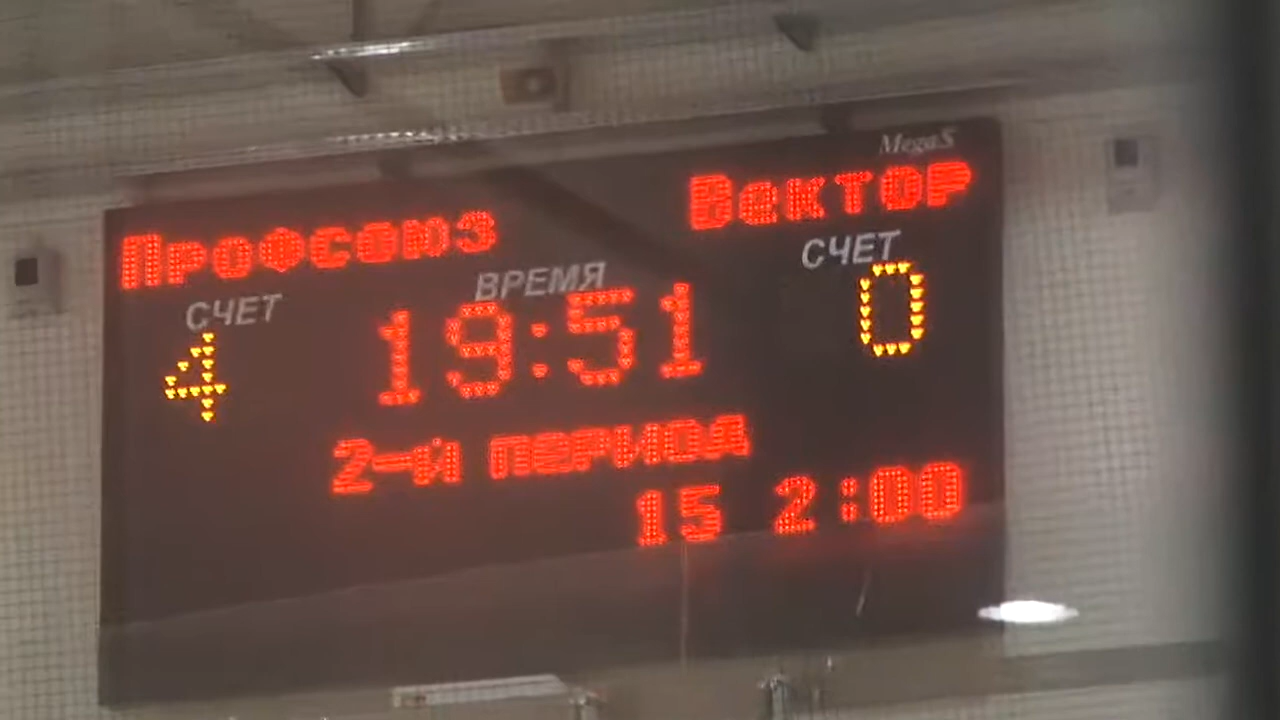 MegaS
Профсоюз Вектор
СЧЕТ ВРЕМЯ СЧЕТ
4 19:51 0
2-й период
15 2:00